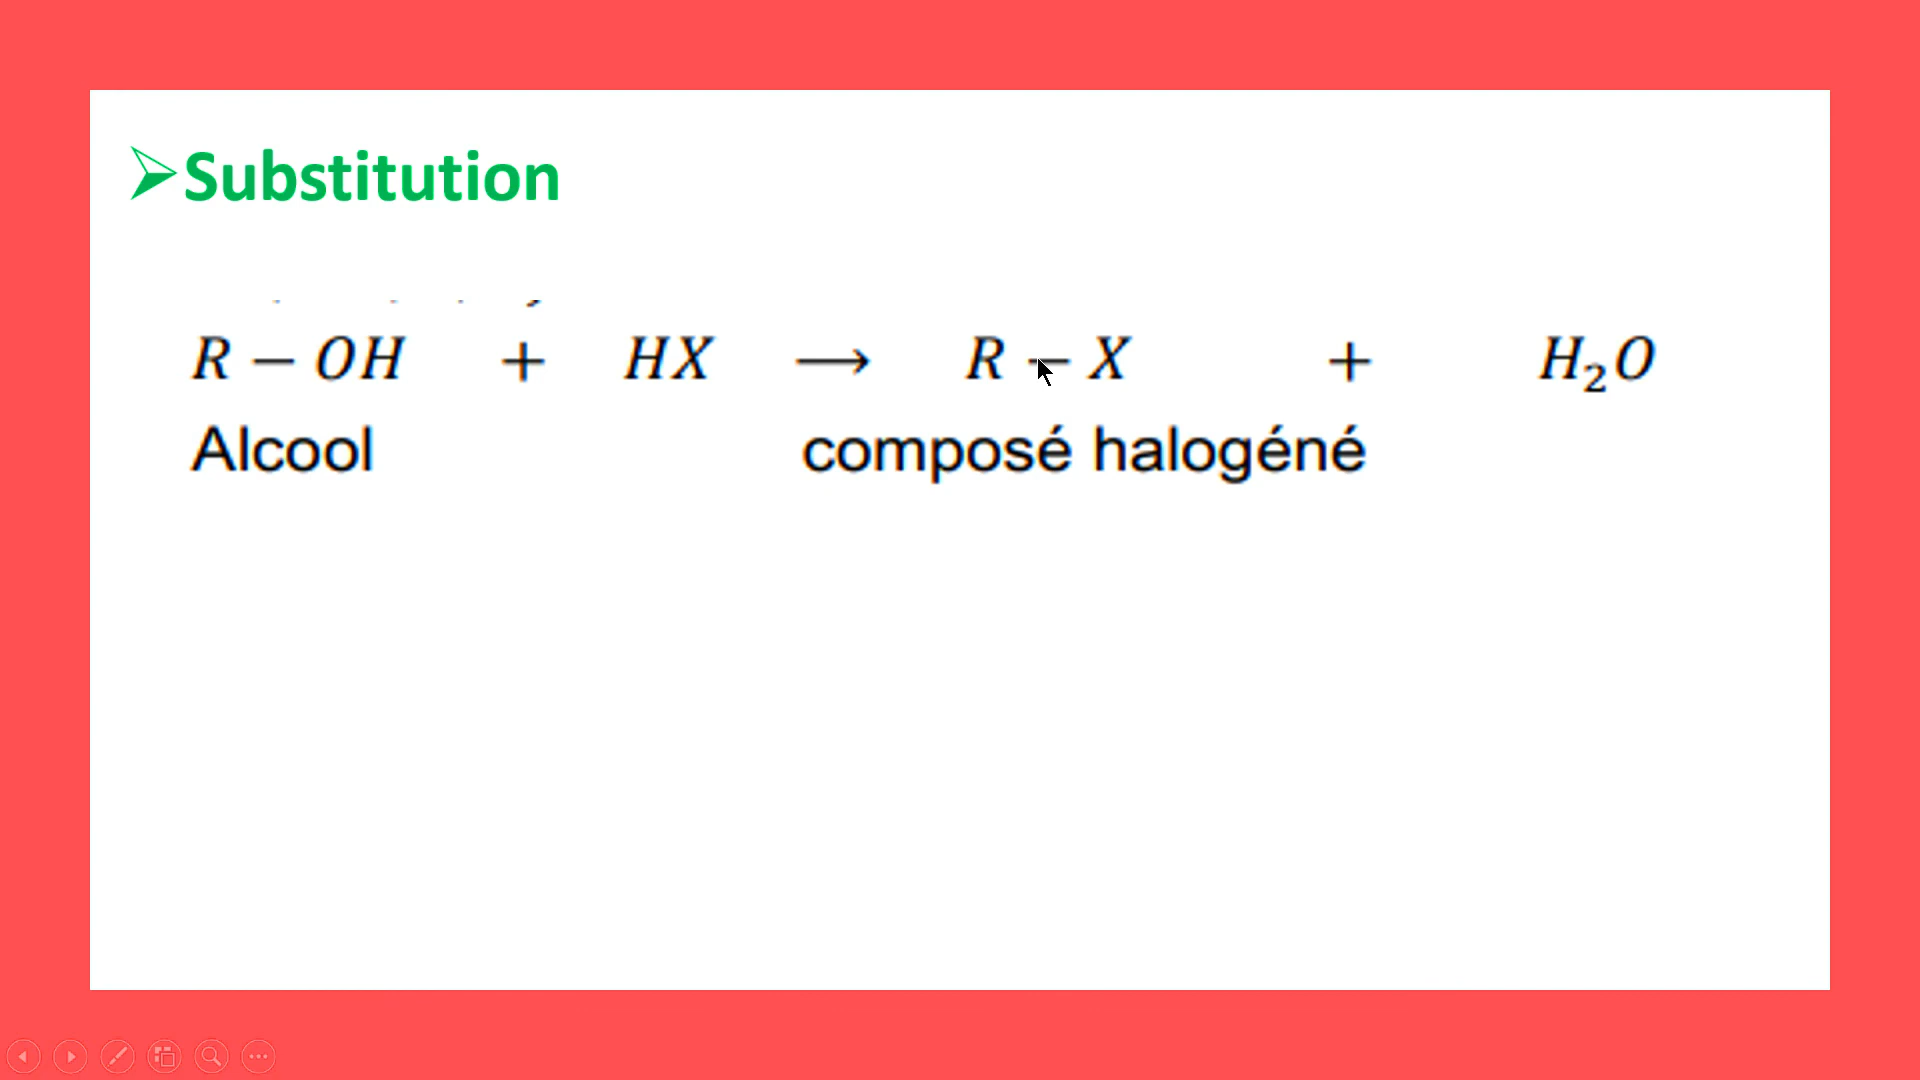 Substitution
R − OH + HX ⟶ R − X + H₂O
Alcool composé halogéné